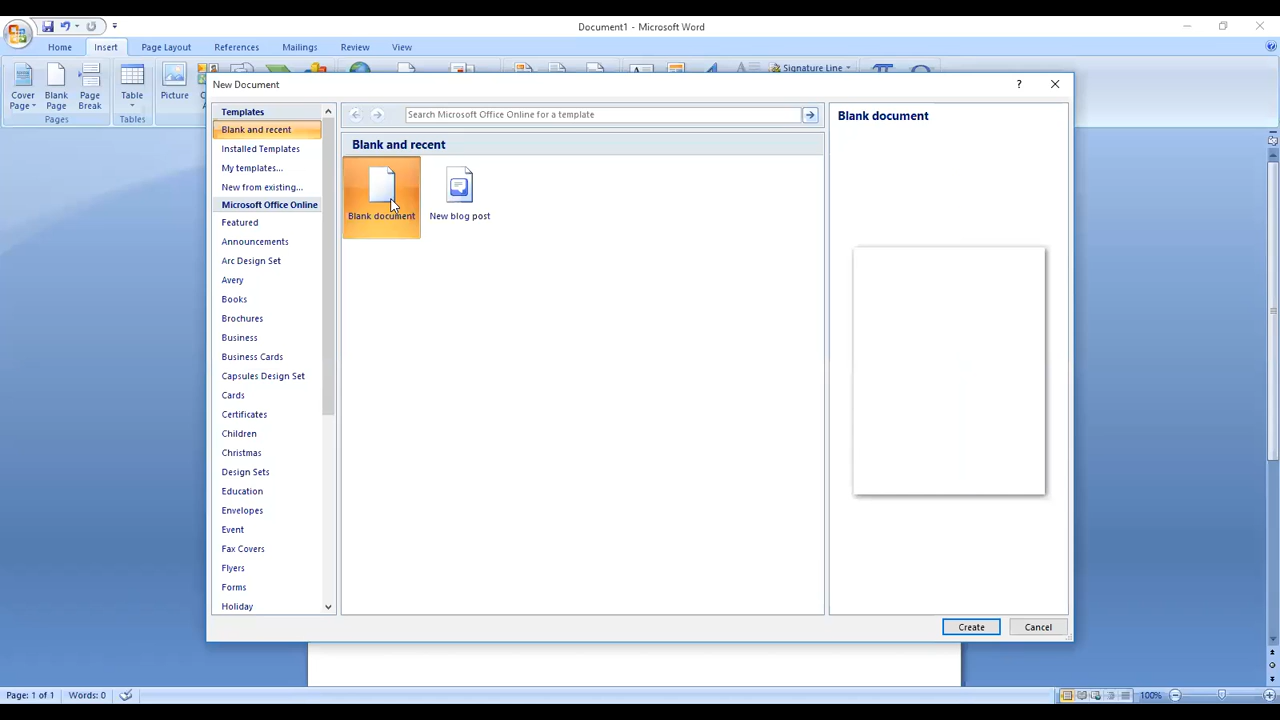 Document1 - Microsoft Word
Home Insert Page Layout References Mailings Review View
Cover Page Blank Page Page Break Table Picture Signature Line
Pages Tables
New Document
Templates
Blank and recent
Installed Templates
My templates...
New from existing...
Microsoft Office Online
Featured
Announcements
Arc Design Set
Avery
Books
Brochures
Business
Business Cards
Capsules Design Set
Cards
Certificates
Children
Christmas
Design Sets
Education
Envelopes
Event
Fax Covers
Flyers
Forms
Holiday
Search Microsoft Office Online for a template
Blank and recent
Blank document New blog post
Blank document
Create Cancel
Page: 1 of 1 Words: 0 100%